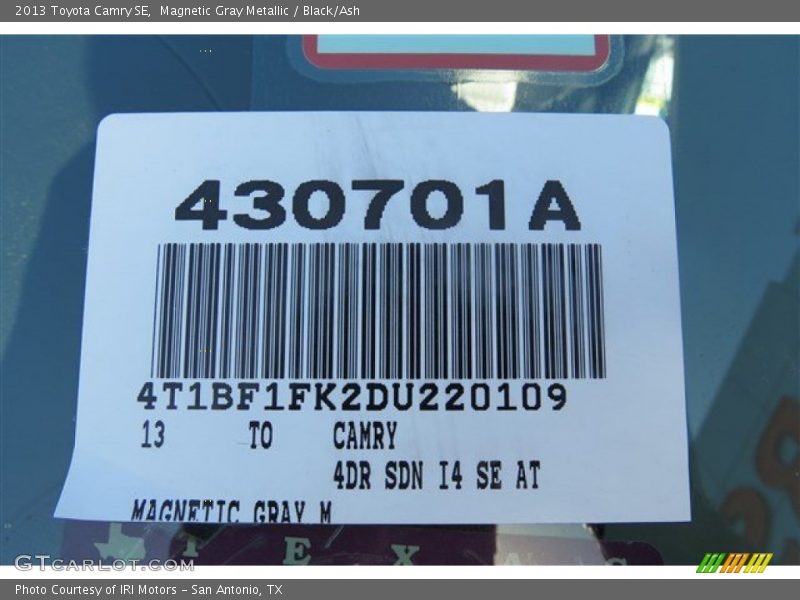 2013 Toyota Camry SE,  Magnetic Gray Metallic / Black/Ash
430701A
4T1BF1FK2DU220109
13 TO CAMRY
4DR SDN I4 SE AT
MAGNETIC GRAY M
T E X A S
GTCarLot.com
Photo Courtesy of IRI Motors – San Antonio, TX